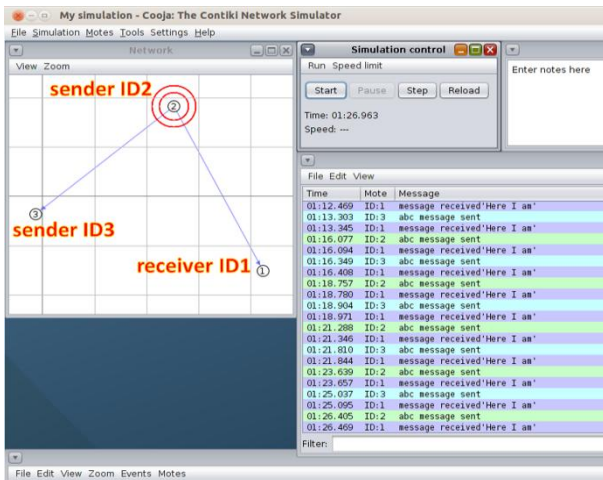 My simulation - Cooja: The Contiki Network Simulator
File Simulation Motes Tools Settings Help
Network
View Zoom
sender ID2
2
3
sender ID3
receiver ID1
1
Simulation control
Run Speed limit
Start Pause Step Reload
Time: 01:26.963
Speed: ---
Enter notes here
File Edit View
Time Mote Message
01:12.469 ID:1 message received'Here I am'
01:13.303 ID:3 abc message sent
01:13.345 ID:1 message received'Here I am'
01:16.077 ID:2 abc message sent
01:16.094 ID:1 message received'Here I am'
01:16.349 ID:3 abc message sent
01:16.408 ID:1 message received'Here I am'
01:18.757 ID:2 abc message sent
01:18.780 ID:1 message received'Here I am'
01:18.904 ID:3 abc message sent
01:18.971 ID:1 message received'Here I am'
01:21.288 ID:2 abc message sent
01:21.346 ID:1 message received'Here I am'
01:21.810 ID:3 abc message sent
01:21.844 ID:1 message received'Here I am'
01:23.639 ID:2 abc message sent
01:23.657 ID:1 message received'Here I am'
01:25.037 ID:3 abc message sent
01:25.095 ID:1 message received'Here I am'
01:26.405 ID:2 abc message sent
01:26.469 ID:1 message received'Here I am'
Filter:
File Edit View Zoom Events Motes